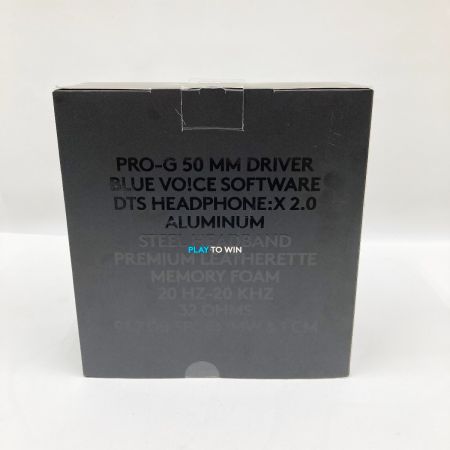 PRO-G 50 MM DRIVER
BLUE VO!CE SOFTWARE
DTS HEADPHONE:X 2.0
ALUMINUM
STEEL HEADBAND
PLAY TO WIN
PREMIUM LEATHERETTE
MEMORY FOAM
20 HZ-20 KHZ
32 OHMS